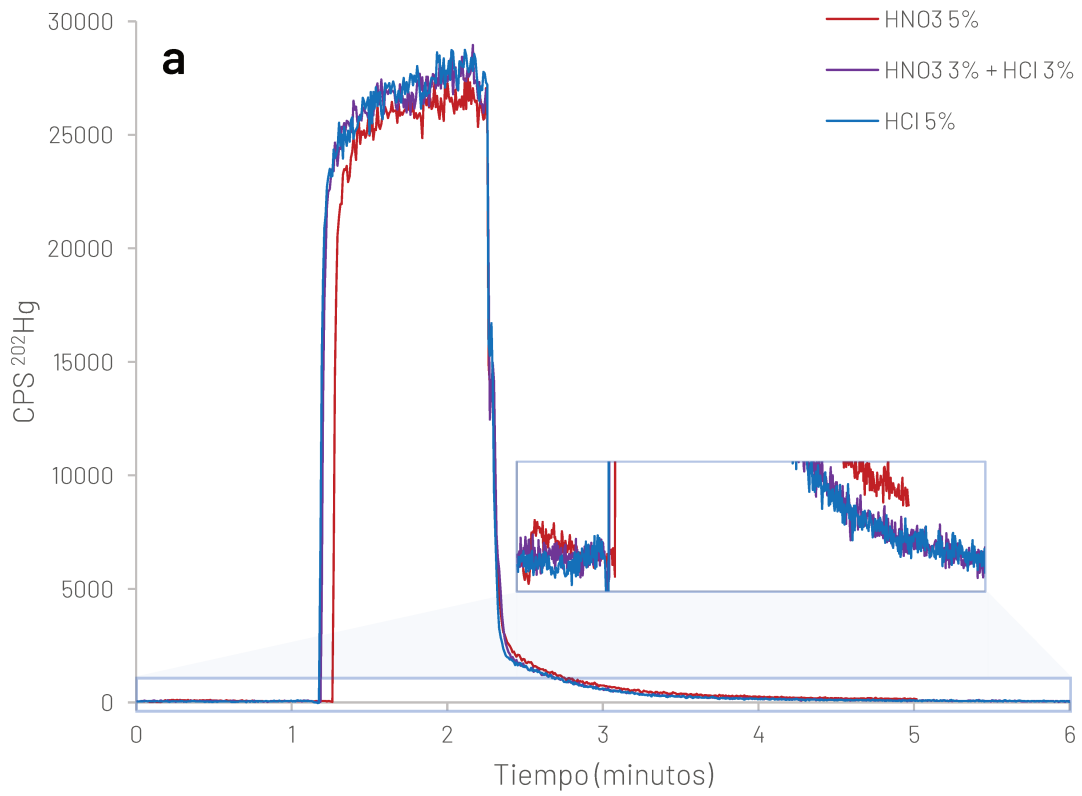 a
HNO3 5%
HNO3 3% + HCl 3%
HCl 5%
CPS ²⁰²Hg
30000
25000
20000
15000
10000
5000
0
0 1 2 3 4 5 6
Tiempo (minutos)